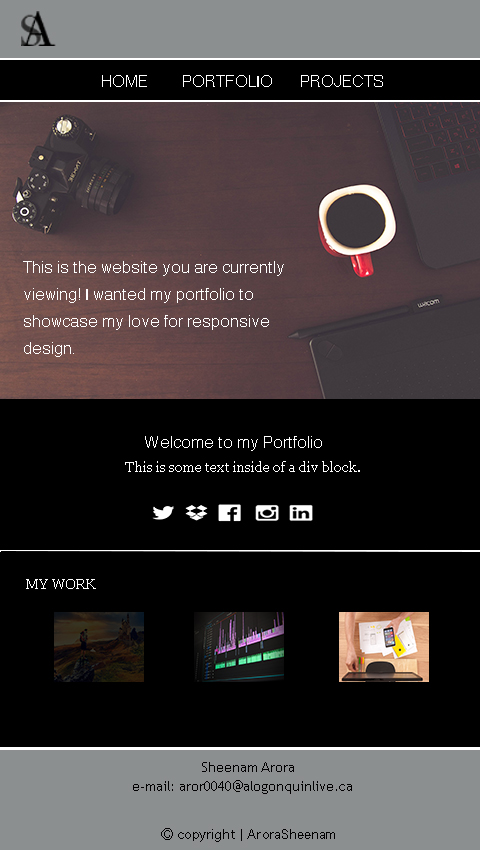 SA
HOME PORTFOLIO PROJECTS
ZENIT
wacom
This is the website you are currently
viewing! I wanted my portfolio to
showcase my love for responsive
design.
Welcome to my Portfolio
This is some text inside of a div block.
MY WORK
Sheenam Arora
e-mail: aror0040@alogonquinlive.ca
© copyright | AroraSheenam